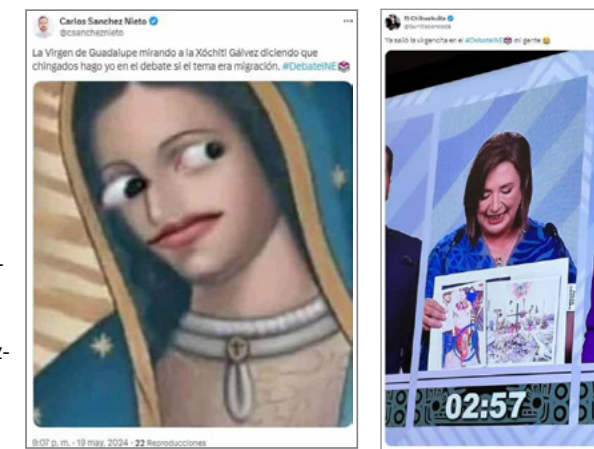 Carlos Sanchez Nieto
@csancheznieto
La Virgen de Guadalupe mirando a la Xóchitl Gálvez diciendo que
chingados hago yo en el debate si el tema era migración. #DebateINE
9:07 p. m. · 19 may. 2024 · 22 Reproducciones
Ya salió la virgencita en el #DebateINE mi gente
02:57